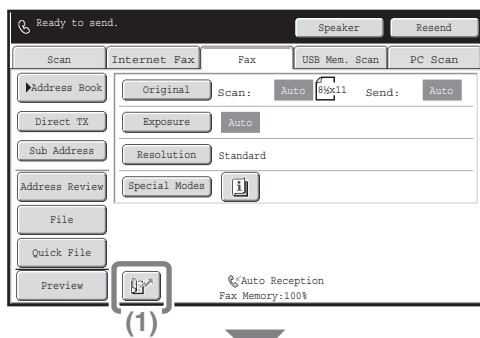 Ready to send.
Speaker
Resend
Scan
Internet Fax
Fax
USB Mem. Scan
PC Scan
Address Book
Original
Scan:
Auto
8½x11
Send:
Auto
Direct TX
Exposure
Auto
Sub Address
Resolution
Standard
Address Review
Special Modes
File
Quick File
Preview
Auto Reception
Fax Memory:100%
(1)